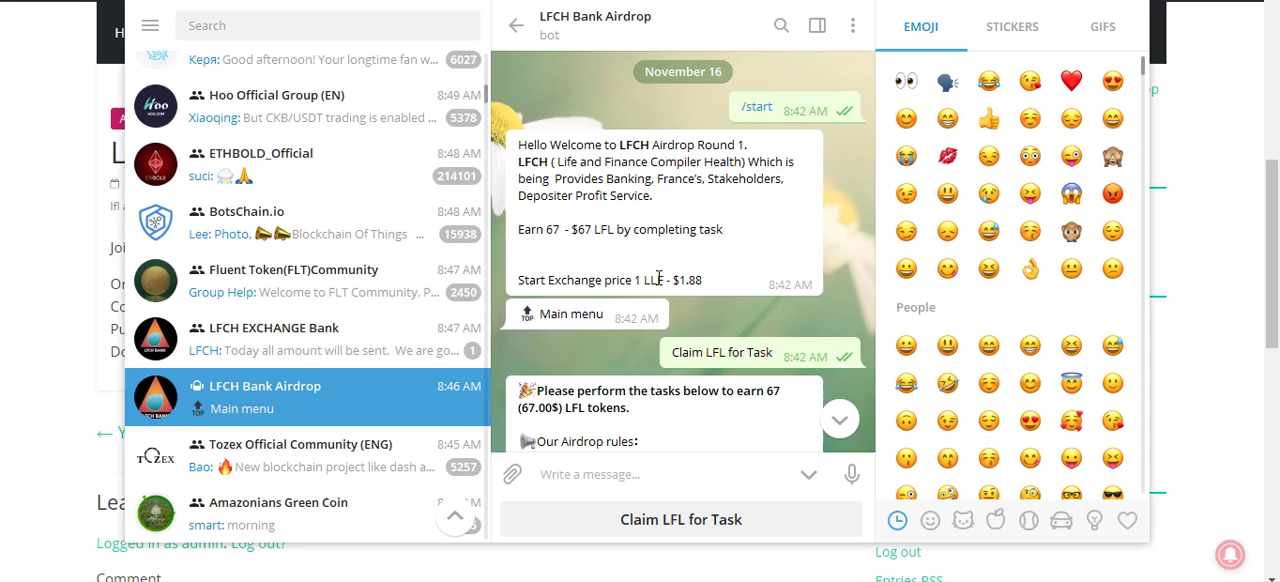 Search
Керя: Good afternoon! Your longtime fan w... 6027
Hoo Official Group (EN) 8:49 AM
Xiaoqing: But CKB/USDT trading is enabled ... 5378
ETHBOLD_Official 8:48 AM
suci: 🌧🙏 214101
BotsChain.io 8:48 AM
Lee: Photo, 📣📣Blockchain Of Things ... 15938
Fluent Token(FLT)Community 8:47 AM
Group Help: Welcome to FLT Community, P... 2450
LFCH EXCHANGE Bank 8:47 AM
LFCH: Today all amount will be sent. We are go... 1
LFCH Bank Airdrop 8:46 AM
🔝 Main menu
Tozex Official Community (ENG) 8:45 AM
Bao: 🔥New blockchain project like dash a... 5257
Amazonians Green Coin
smart: morning
LFCH Bank Airdrop
bot
November 16
/start 8:42 AM
Hello Welcome to LFCH Airdrop Round 1.
LFCH ( Life and Finance Compiler Health) Which is
being Provides Banking, France's, Stakeholders,
Depositer Profit Service.
Earn 67 - $67 LFL by completing task
Start Exchange price 1 LLF - $1.88 8:42 AM
🔝 Main menu 8:42 AM
Claim LFL for Task 8:42 AM
🎉Please perform the tasks below to earn 67
(67.00$) LFL tokens.
📢Our Airdrop rules:
Write a message...
Claim LFL for Task
EMOJI STICKERS GIFS
People
Lea
Logged in as admin. Log out?
Comment
Log out
Entries RSS